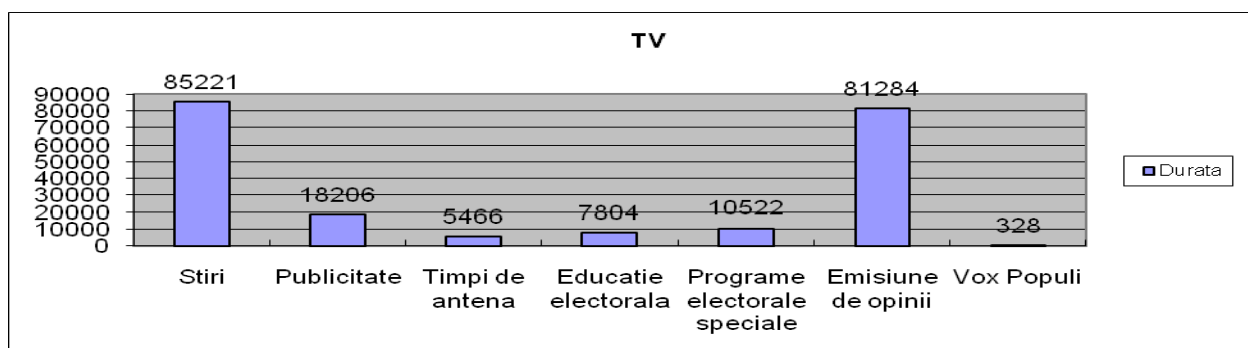 TV
85221
81284
90000
80000
70000
60000
50000
40000
30000
20000
10000
0
18206
5466
7804
10522
328
Durata
Stiri
Publicitate
Timpi de
antena
Educatie
electorala
Programe
electorale
speciale
Emisiune
de opinii
Vox Populi